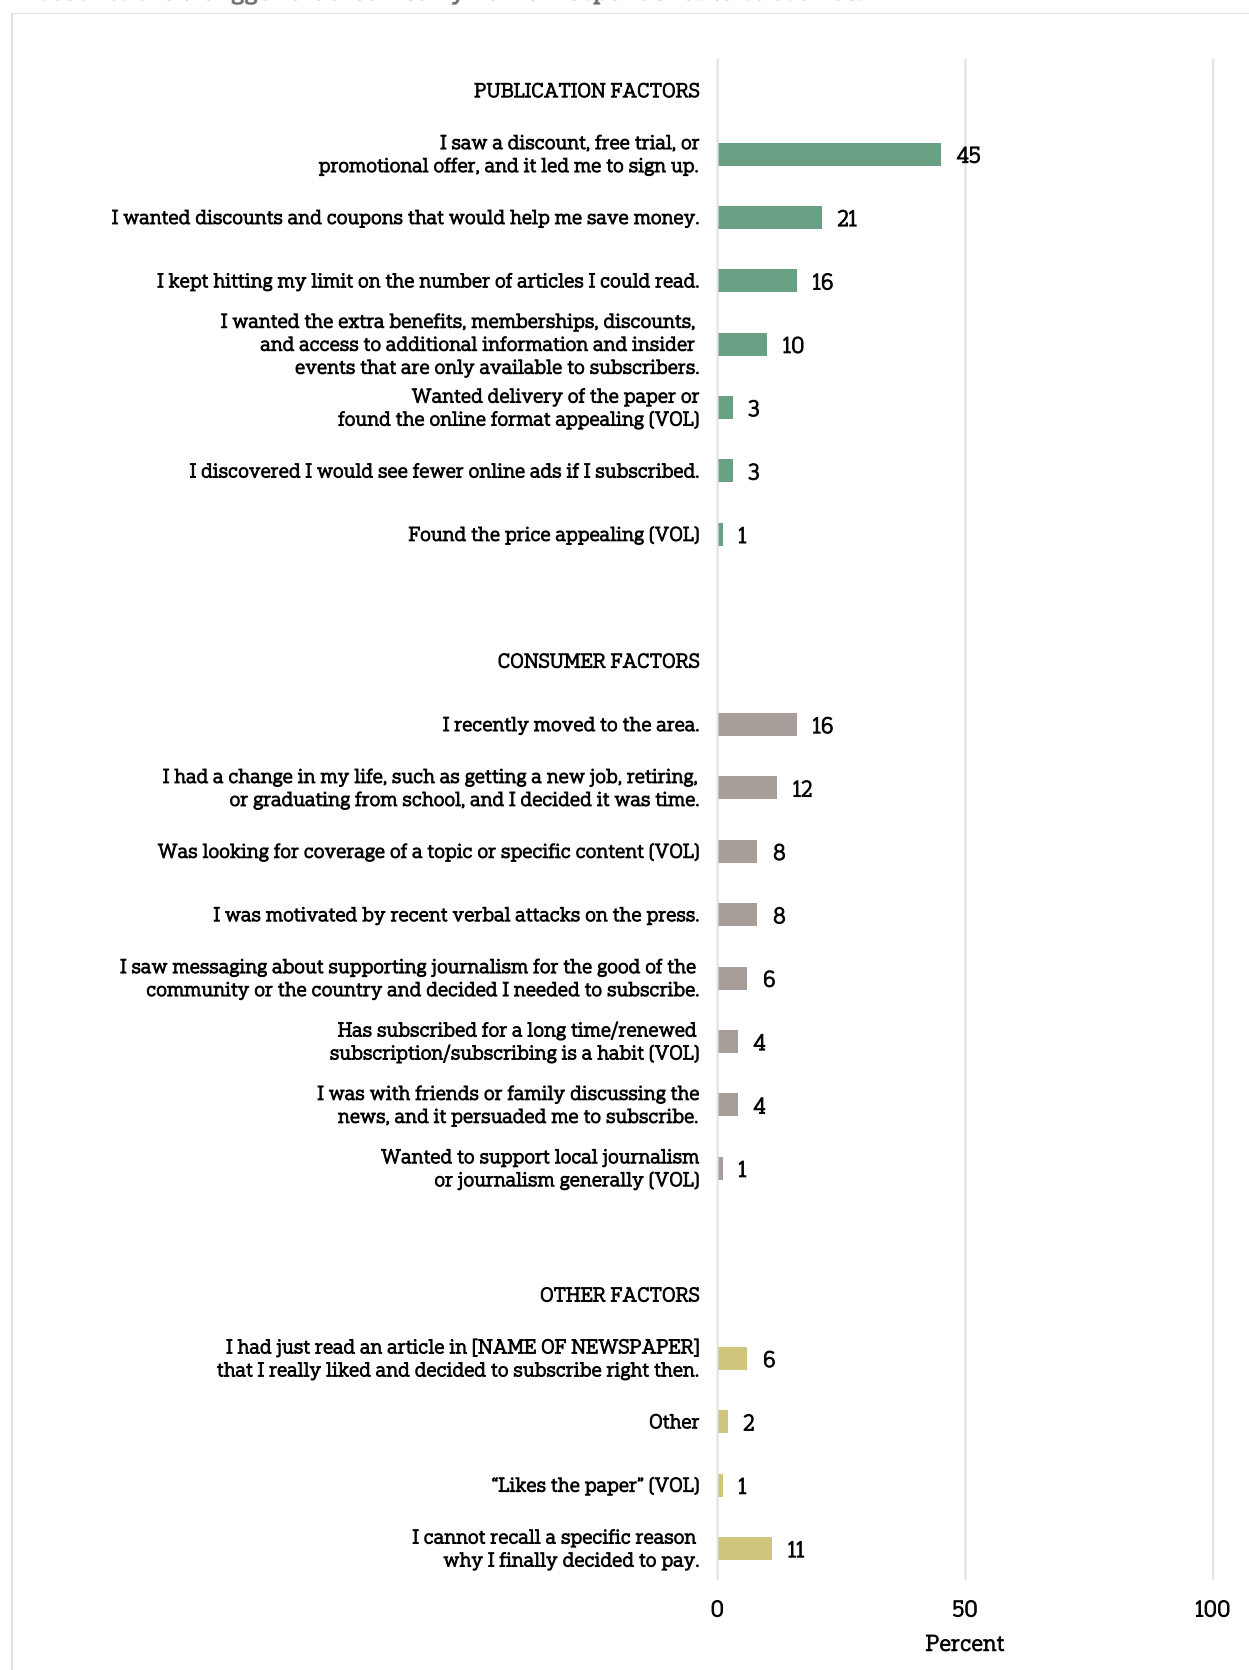 PUBLICATION FACTORS
I saw a discount, free trial, or
promotional offer, and it led me to sign up.
45
I wanted discounts and coupons that would help me save money.
21
I kept hitting my limit on the number of articles I could read.
16
I wanted the extra benefits, memberships, discounts,
and access to additional information and insider
events that are only available to subscribers.
10
Wanted delivery of the paper or
found the online format appealing (VOL)
3
I discovered I would see fewer online ads if I subscribed.
3
Found the price appealing (VOL)
1
CONSUMER FACTORS
I recently moved to the area.
16
I had a change in my life, such as getting a new job, retiring,
or graduating from school, and I decided it was time.
12
Was looking for coverage of a topic or specific content (VOL)
8
I was motivated by recent verbal attacks on the press.
8
I saw messaging about supporting journalism for the good of the
community or the country and decided I needed to subscribe.
6
Has subscribed for a long time/renewed
subscription/subscribing is a habit (VOL)
4
I was with friends or family discussing the
news, and it persuaded me to subscribe.
4
Wanted to support local journalism
or journalism generally (VOL)
1
OTHER FACTORS
I had just read an article in [NAME OF NEWSPAPER]
that I really liked and decided to subscribe right then.
6
Other
2
“Likes the paper” (VOL)
1
I cannot recall a specific reason
why I finally decided to pay.
11
0 50 100
Percent